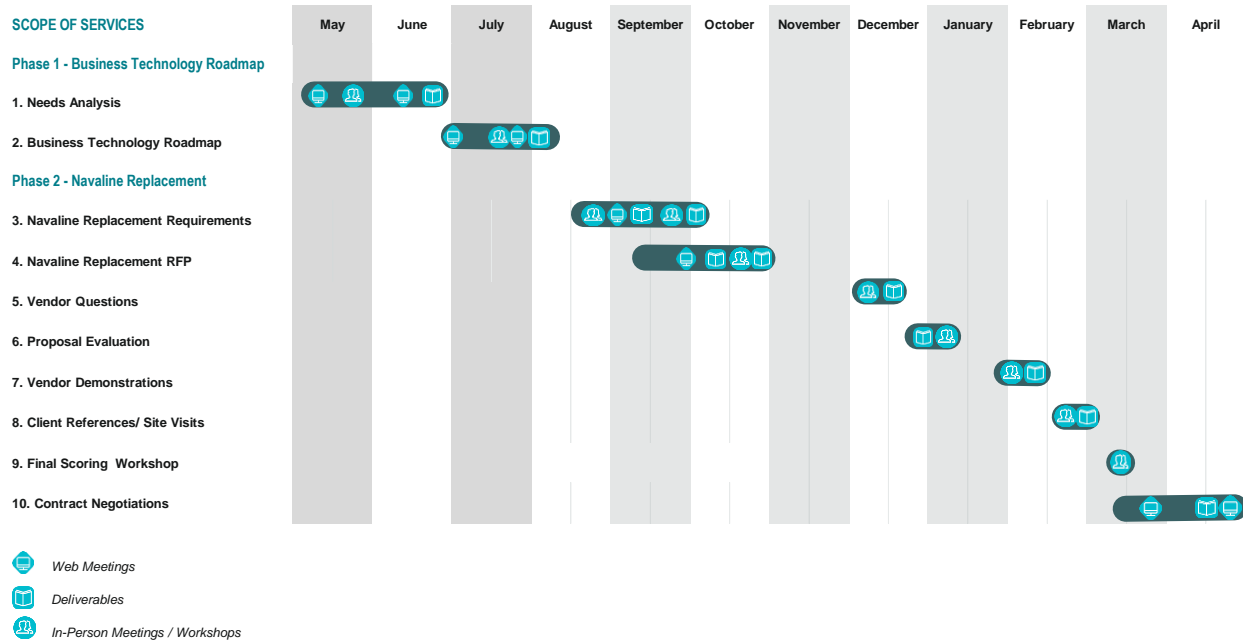 SCOPE OF SERVICES May June July August September October November December January February March April
Phase 1 - Business Technology Roadmap
1. Needs Analysis
2. Business Technology Roadmap
Phase 2 - Navaline Replacement
3. Navaline Replacement Requirements
4. Navaline Replacement RFP
5. Vendor Questions
6. Proposal Evaluation
7. Vendor Demonstrations
8. Client References/ Site Visits
9. Final Scoring Workshop
10. Contract Negotiations
Web Meetings
Deliverables
In-Person Meetings / Workshops